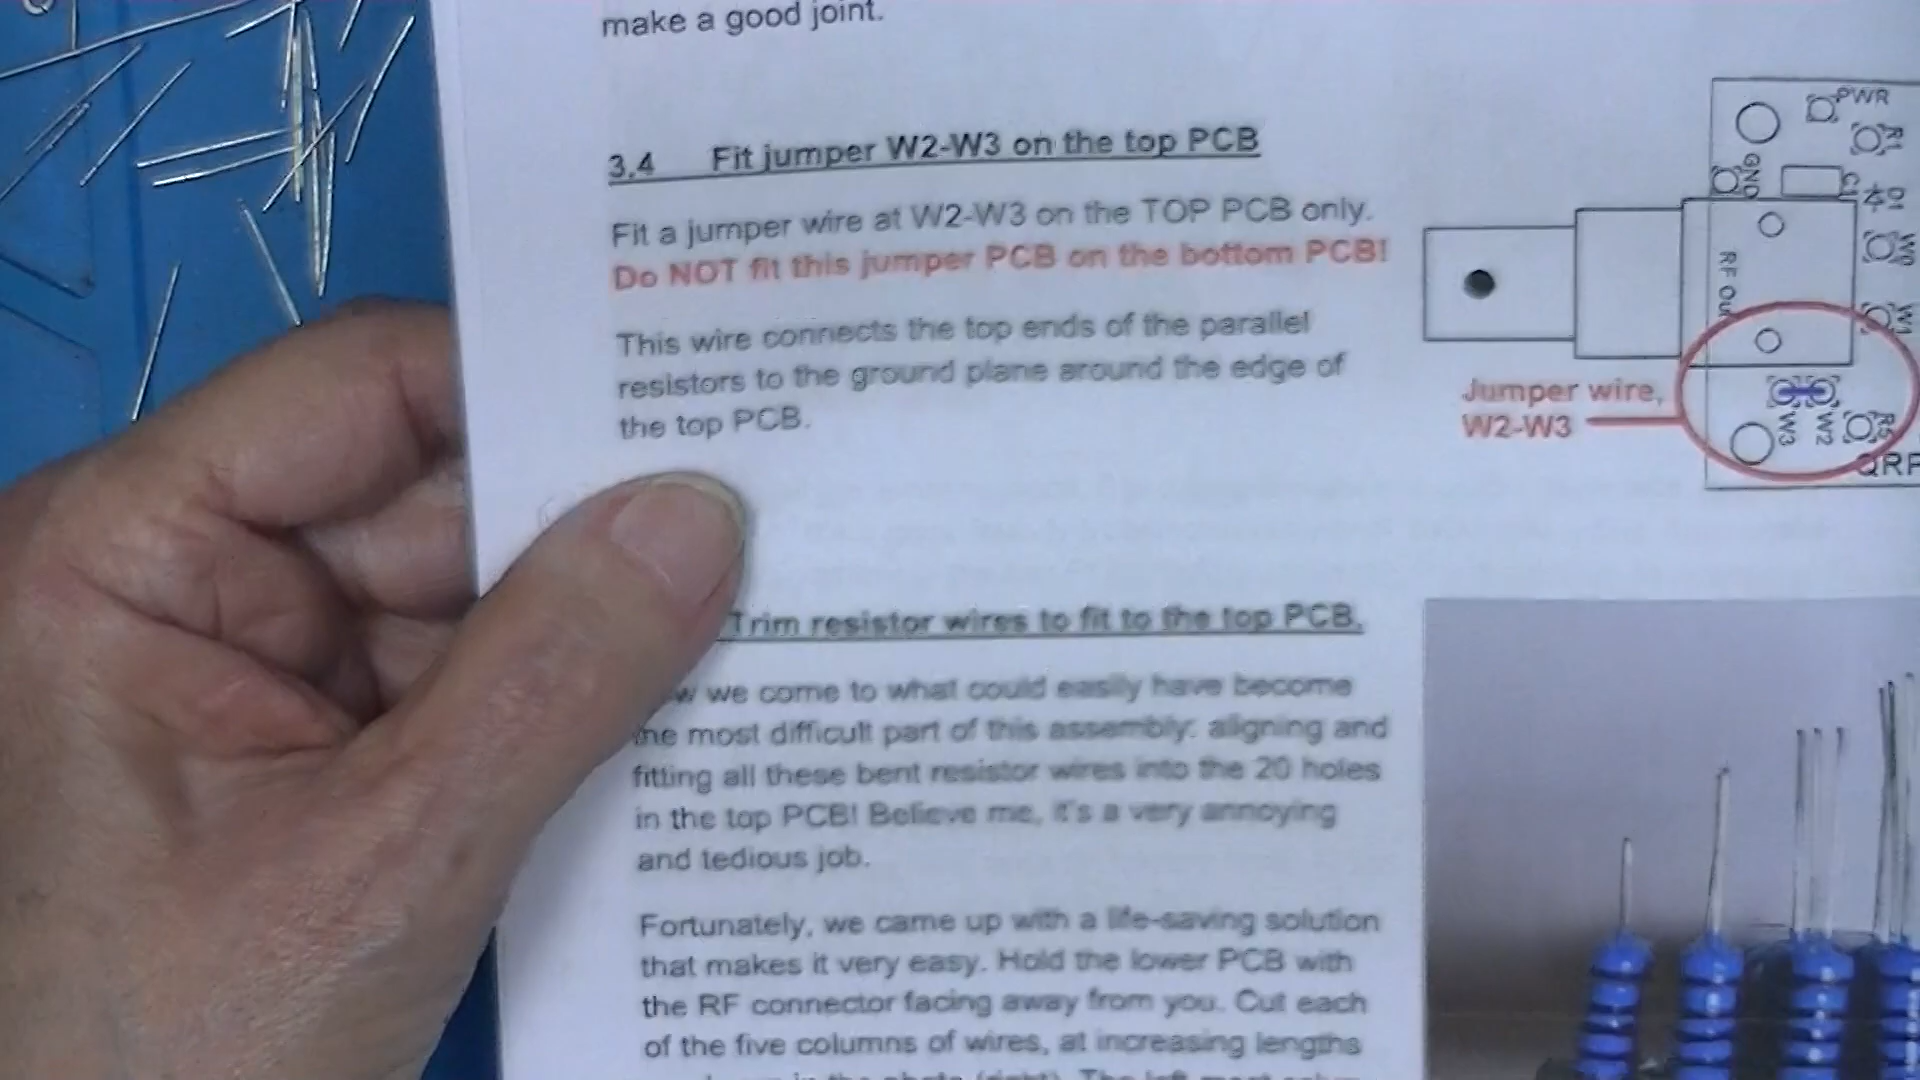 make a good joint.
3.4 Fit jumper W2-W3 on the top PCB
Fit a jumper wire at W2-W3 on the TOP PCB only.
Do NOT fit this jumper PCB on the bottom PCB!
This wire connects the top ends of the parallel
resistors to the ground plane around the edge of
the top PCB.
PWR
R1
GND
C1
D1
W0
RF Out
W1
Jumper wire,
W2-W3
W3
W2
R5
QRP
Trim resistor wires to fit to the top PCB.
we come to what could easily have become
the most difficult part of this assembly: aligning and
fitting all these bent resistor wires into the 20 holes
in the top PCB! Believe me, it's a very annoying
and tedious job.
Fortunately, we came up with a life-saving solution
that makes it very easy. Hold the lower PCB with
the RF connector facing away from you. Cut each
of the five columns of wires, at increasing lengths